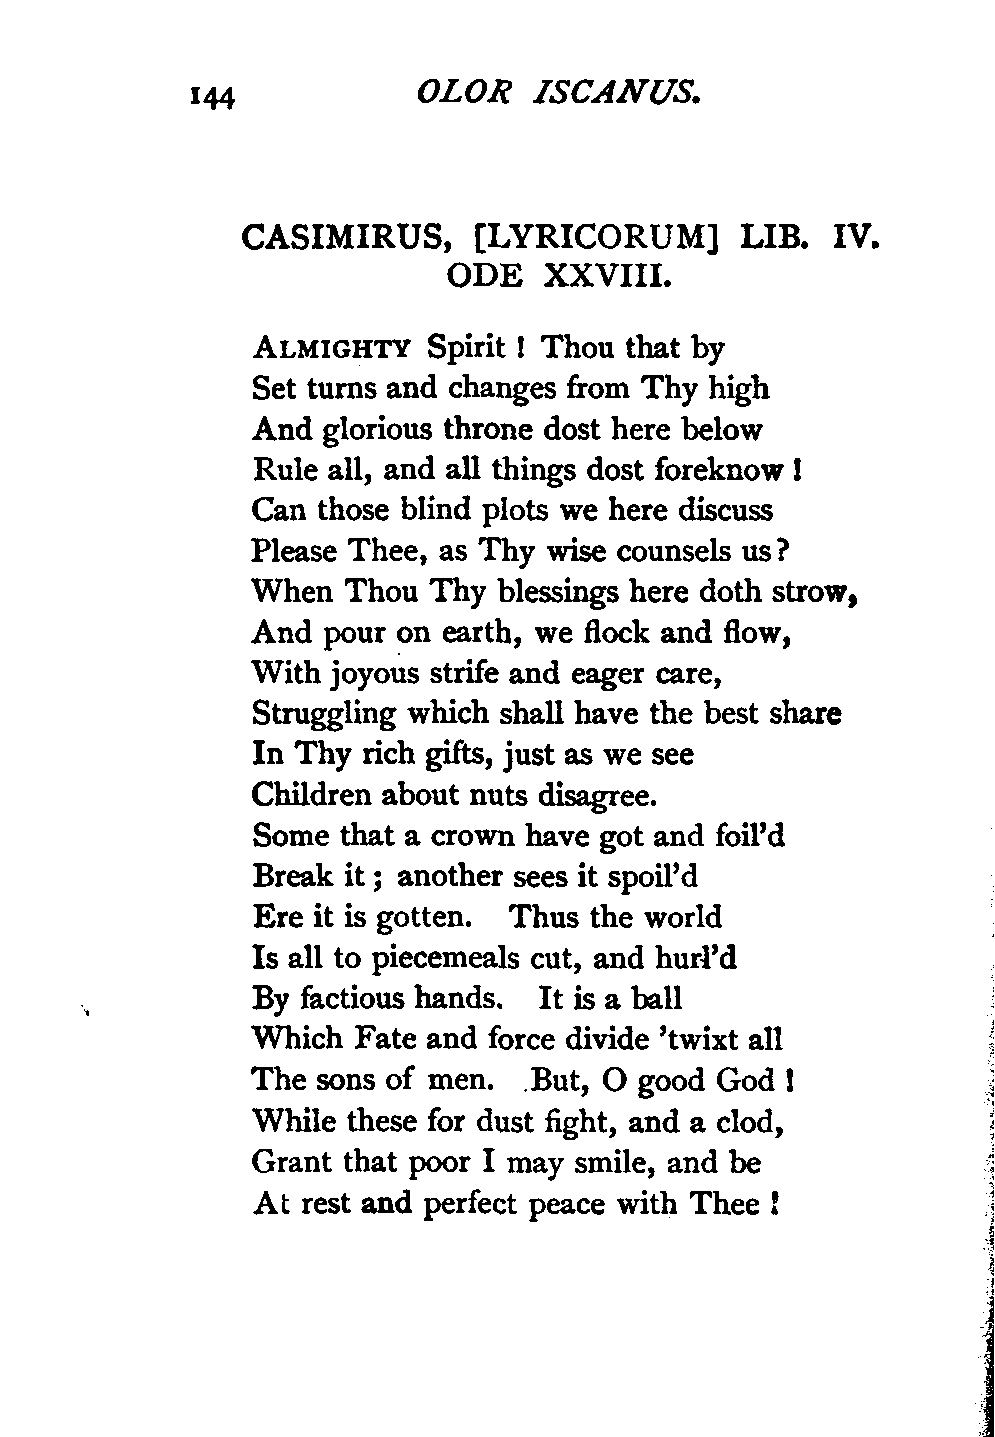 144 OLOR ISCANUS.
CASIMIRUS, [LYRICORUM] LIB. IV.
ODE XXVIII.
ALMIGHTY Spirit ! Thou that by
Set turns and changes from Thy high
And glorious throne dost here below
Rule all, and all things dost foreknow !
Can those blind plots we here discuss
Please Thee, as Thy wise counsels us ?
When Thou Thy blessings here doth strow,
And pour on earth, we flock and flow,
With joyous strife and eager care,
Struggling which shall have the best share
In Thy rich gifts, just as we see
Children about nuts disagree.
Some that a crown have got and foil’d
Break it ; another sees it spoil’d
Ere it is gotten. Thus the world
Is all to piecemeals cut, and hurl’d
By factious hands. It is a ball
Which Fate and force divide ’twixt all
The sons of men. But, O good God !
While these for dust fight, and a clod,
Grant that poor I may smile, and be
At rest and perfect peace with Thee !